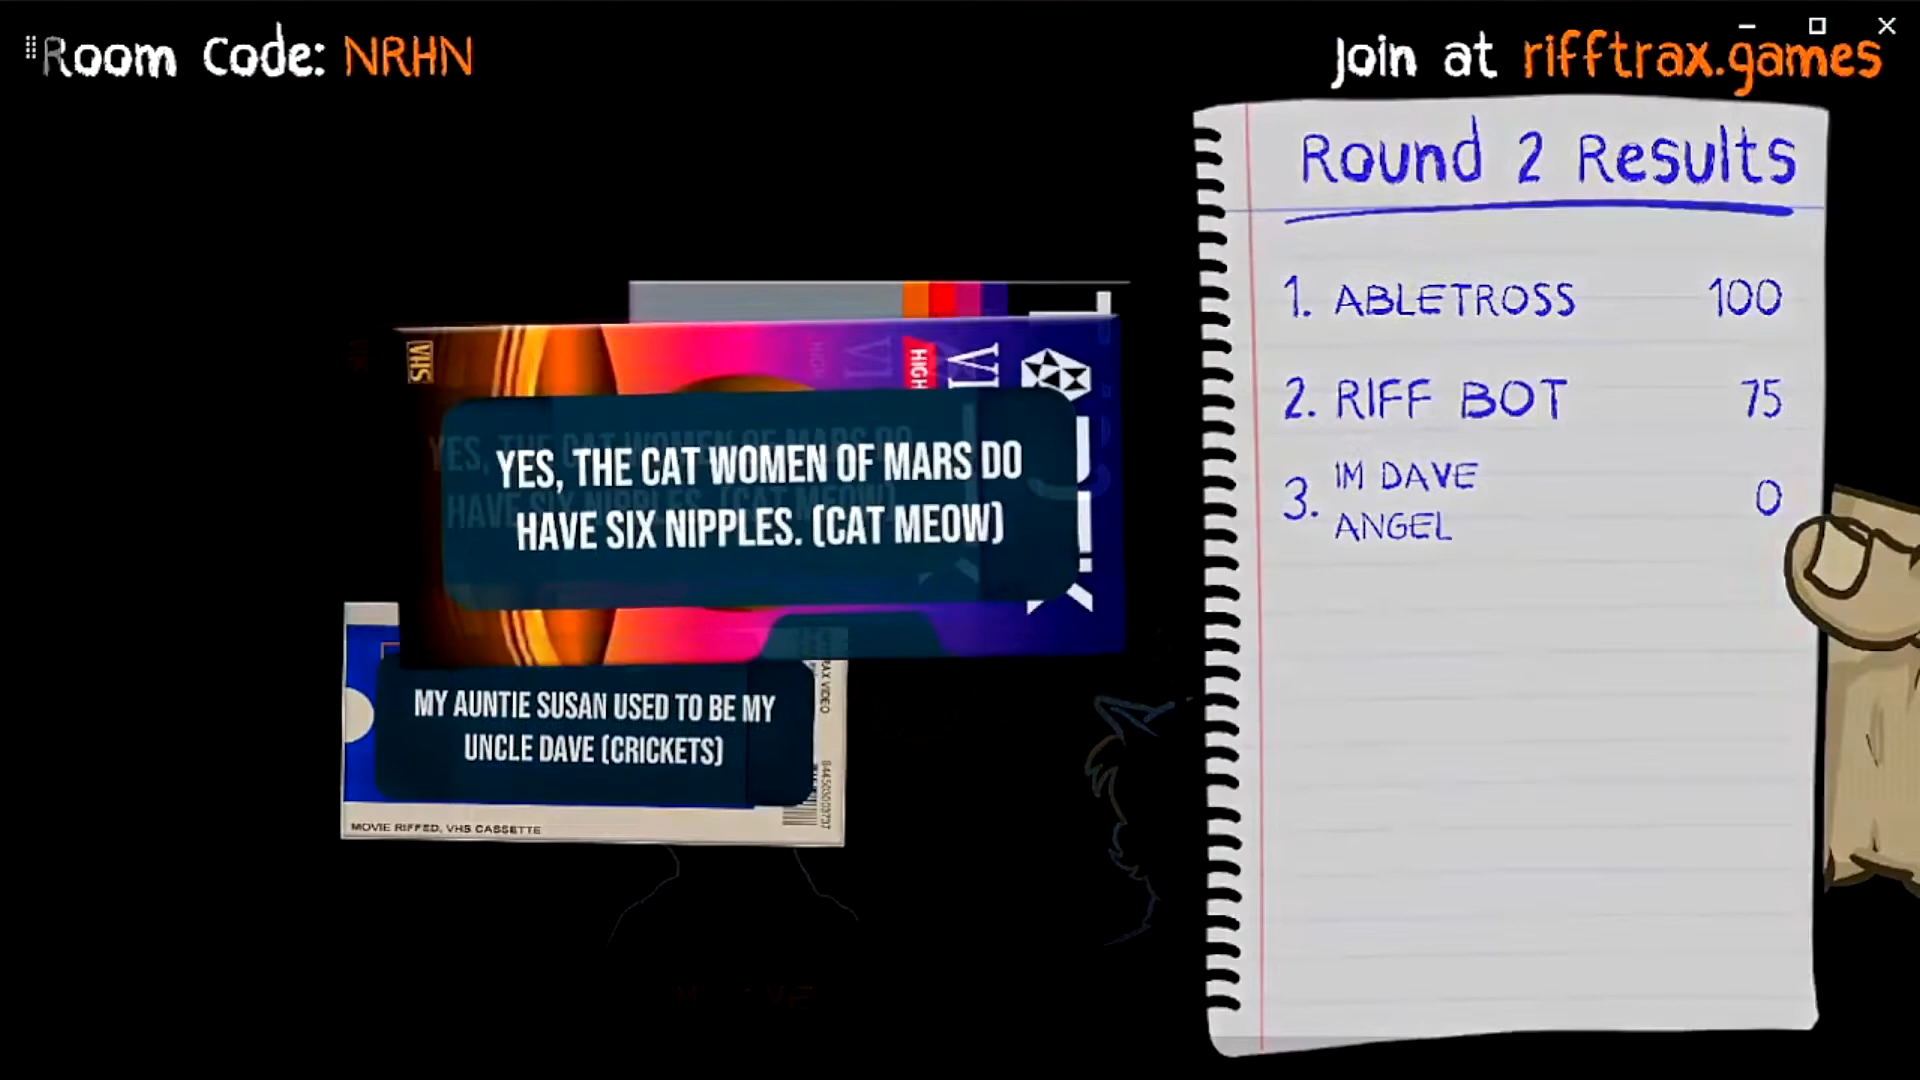 Room Code: NRHN
Join at rifftrax.games
Round 2 Results
1. ABLETROSS 100
2. RIFF BOT 75
3. IM DAVE ANGEL 0
VHS
HIGH
VI
YES, THE CAT WOMEN OF MARS DO
HAVE SIX NIPPLES. (CAT MEOW)
MY AUNTIE SUSAN USED TO BE MY
UNCLE DAVE (CRICKETS)
MOVIE RIFFED, VHS CASSETTE